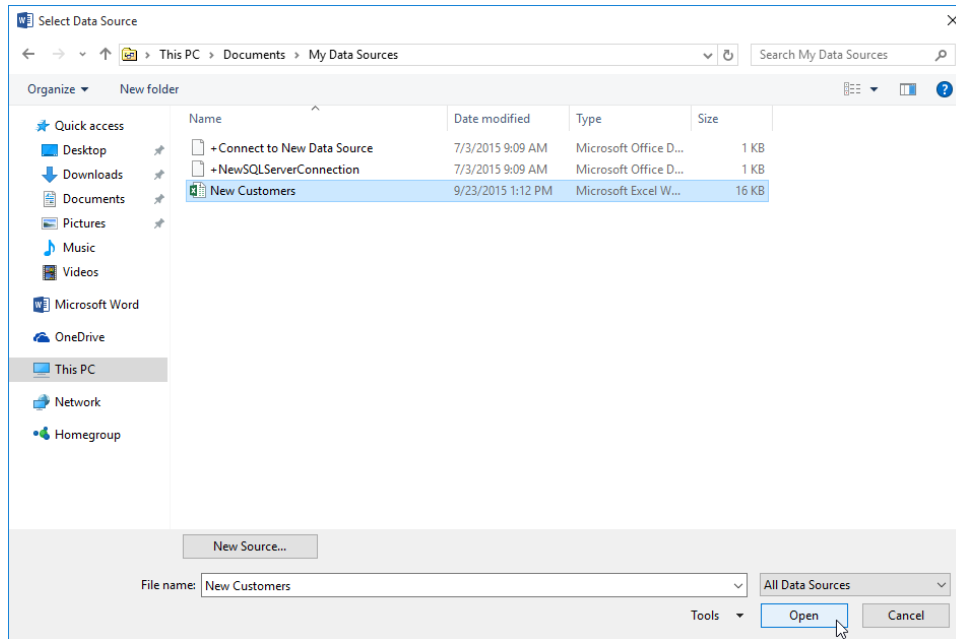 Select Data Source
This PC > Documents > My Data Sources
Search My Data Sources
Organize
New folder
Name
Date modified
Type
Size
Quick access
Desktop
Downloads
Documents
Pictures
Music
Videos
Microsoft Word
OneDrive
This PC
Network
Homegroup
+Connect to New Data Source 7/3/2015 9:09 AM Microsoft Office D... 1 KB
+NewSQLServerConnection 7/3/2015 9:09 AM Microsoft Office D... 1 KB
New Customers 9/23/2015 1:12 PM Microsoft Excel W... 16 KB
New Source...
File name: New Customers
All Data Sources
Tools
Open
Cancel